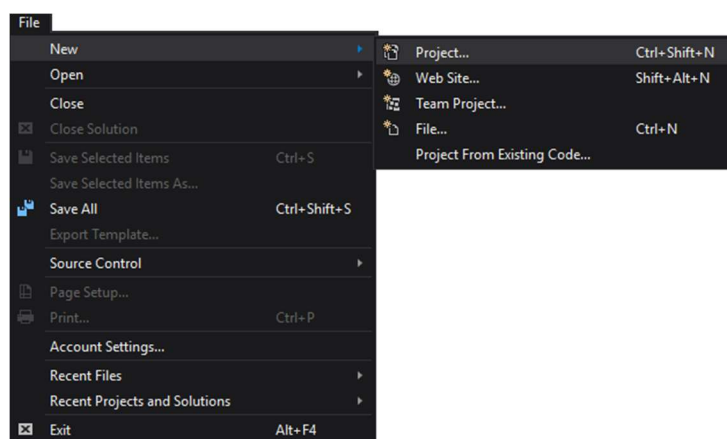 File
New
Open
Close
Close Solution
Save Selected Items Ctrl+S
Save Selected Items As...
Save All Ctrl+Shift+S
Export Template...
Source Control
Page Setup...
Print... Ctrl+P
Account Settings...
Recent Files
Recent Projects and Solutions
Exit Alt+F4
Project... Ctrl+Shift+N
Web Site... Shift+Alt+N
Team Project...
File... Ctrl+N
Project From Existing Code...